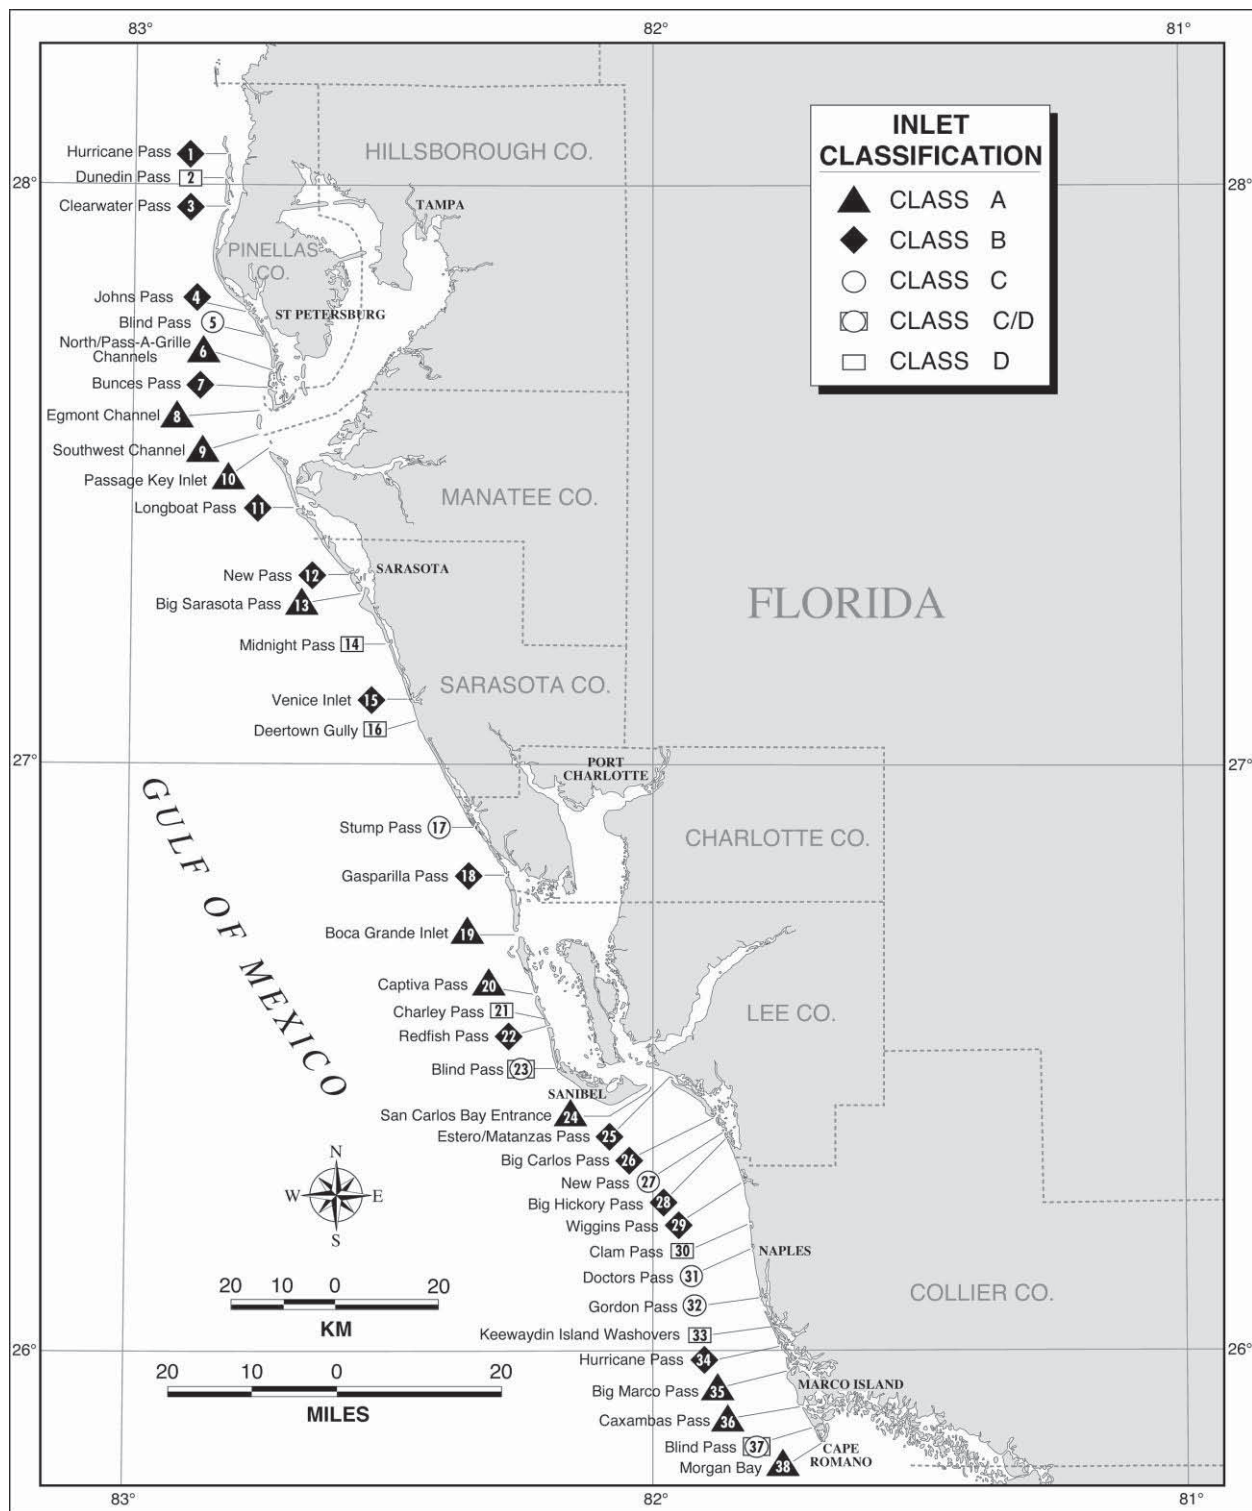 83°
82°
81°
INLET
CLASSIFICATION
CLASS A
CLASS B
CLASS C
CLASS C/D
CLASS D
HILLSBOROUGH CO.
Hurricane Pass 1
28°
Dunedin Pass 2
28°
Clearwater Pass 3
TAMPA
PINELLAS
CO.
Johns Pass 4
ST PETERSBURG
Blind Pass 5
North/Pass-A-Grille
Channels 6
Bunces Pass 7
Egmont Channel 8
Southwest Channel 9
Passage Key Inlet 10
MANATEE CO.
Longboat Pass 11
New Pass 12
SARASOTA
Big Sarasota Pass 13
FLORIDA
Midnight Pass 14
SARASOTA CO.
Venice Inlet 15
Deertown Gully 16
27°
27°
PORT
CHARLOTTE
GULF OF MEXICO
Stump Pass 17
CHARLOTTE CO.
Gasparilla Pass 18
Boca Grande Inlet 19
Captiva Pass 20
Charley Pass 21
LEE CO.
Redfish Pass 22
Blind Pass 23
SANIBEL
San Carlos Bay Entrance 24
Estero/Matanzas Pass 25
Big Carlos Pass 26
New Pass 27
Big Hickory Pass 28
Wiggins Pass 29
N
W E
S
Clam Pass 30
NAPLES
Doctors Pass 31
COLLIER CO.
Gordon Pass 32
20 10 0 20
KM
Keewaydin Island Washovers 33
26°
26°
Hurricane Pass 34
20 10 0 20
MILES
Big Marco Pass 35
MARCO ISLAND
Caxambas Pass 36
Blind Pass 37
CAPE
ROMANO
Morgan Bay 38
83°
82°
81°